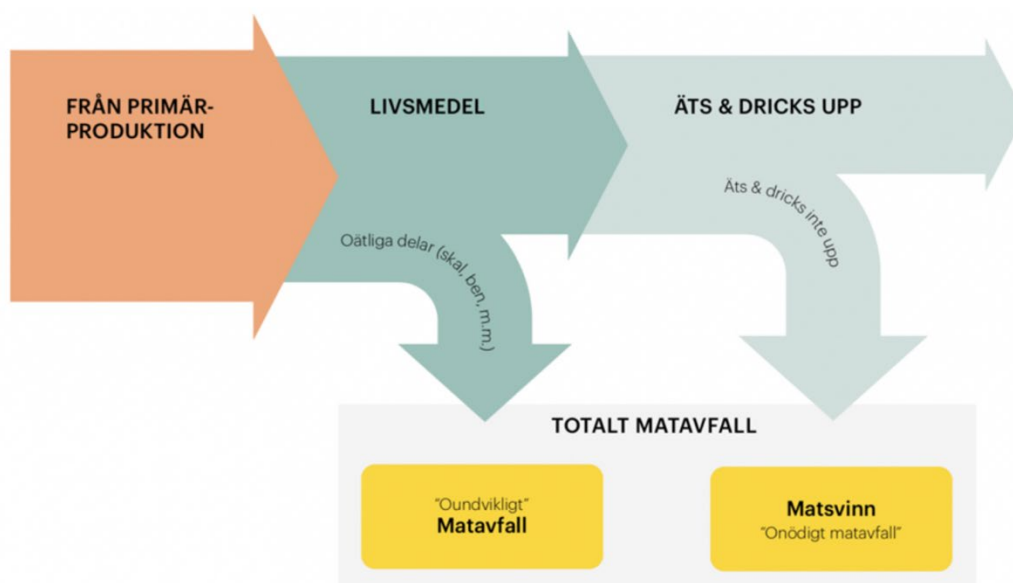 FRÅN PRIMÄR-
PRODUKTION
LIVSMEDEL
ÄTS & DRICKS UPP
Oätliga delar (skal, ben, m.m.)
Äts & dricks inte upp
TOTALT MATAVFALL
”Oundvikligt”
Matavfall
Matsvinn
”Onödigt matavfall”